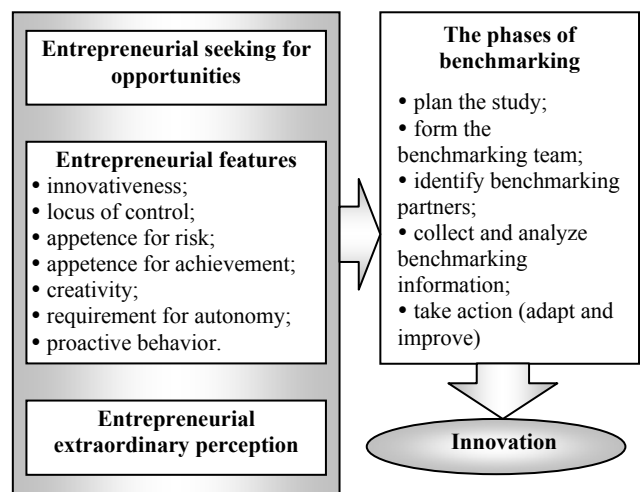 Entrepreneurial seeking for
opportunities
Entrepreneurial features
• innovativeness;
• locus of control;
• appetence for risk;
• appetence for achievement;
• creativity;
• requirement for autonomy;
• proactive behavior.
Entrepreneurial
extraordinary perception
The phases of
benchmarking
• plan the study;
• form the
benchmarking team;
• identify benchmarking
partners;
• collect and analyze
benchmarking
information;
• take action (adapt and
improve)
Innovation